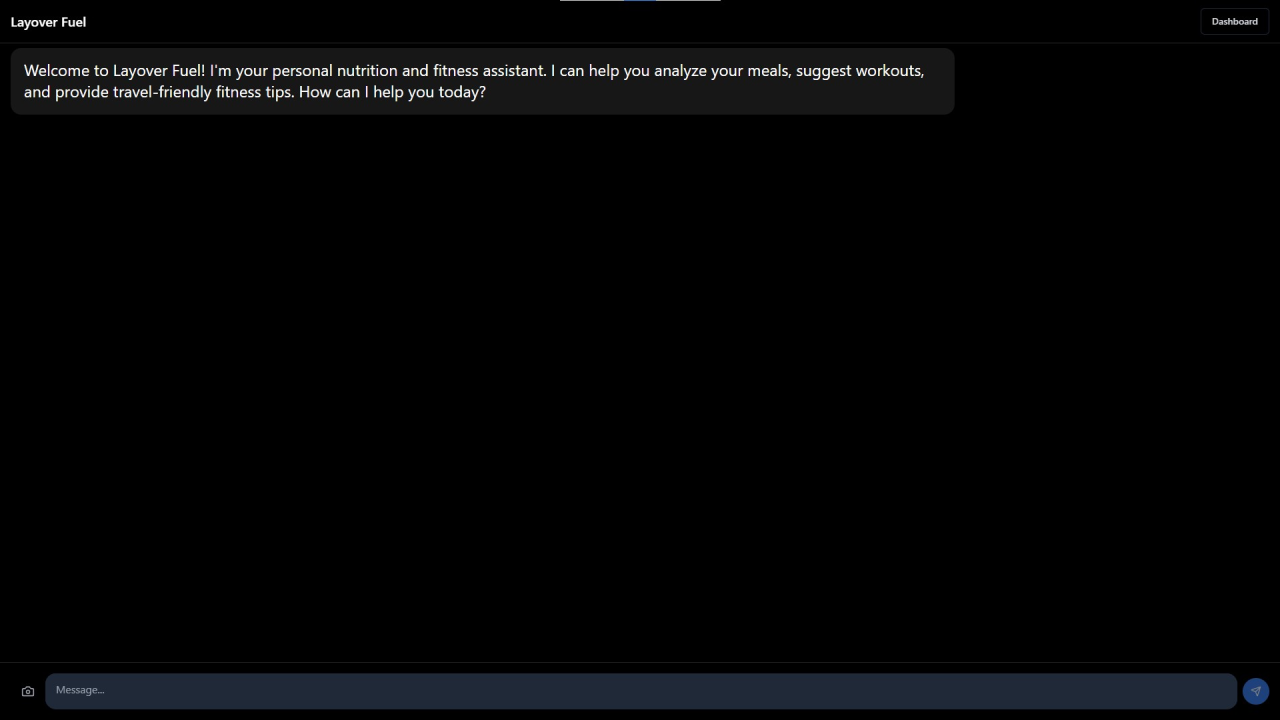 Layover Fuel
Dashboard
Welcome to Layover Fuel! I'm your personal nutrition and fitness assistant. I can help you analyze your meals, suggest workouts,
and provide travel-friendly fitness tips. How can I help you today?
Message...